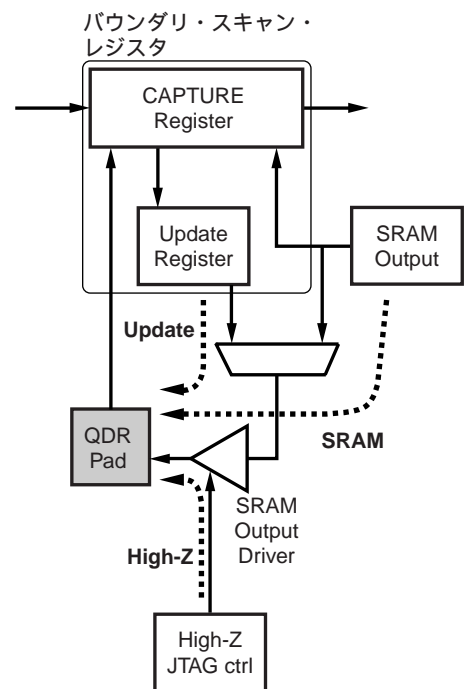 バウンダリ・スキャン・
レジスタ
CAPTURE
Register
Update
Register
SRAM
Output
Update
SRAM
QDR
Pad
SRAM
Output
Driver
High-Z
High-Z
JTAG ctrl